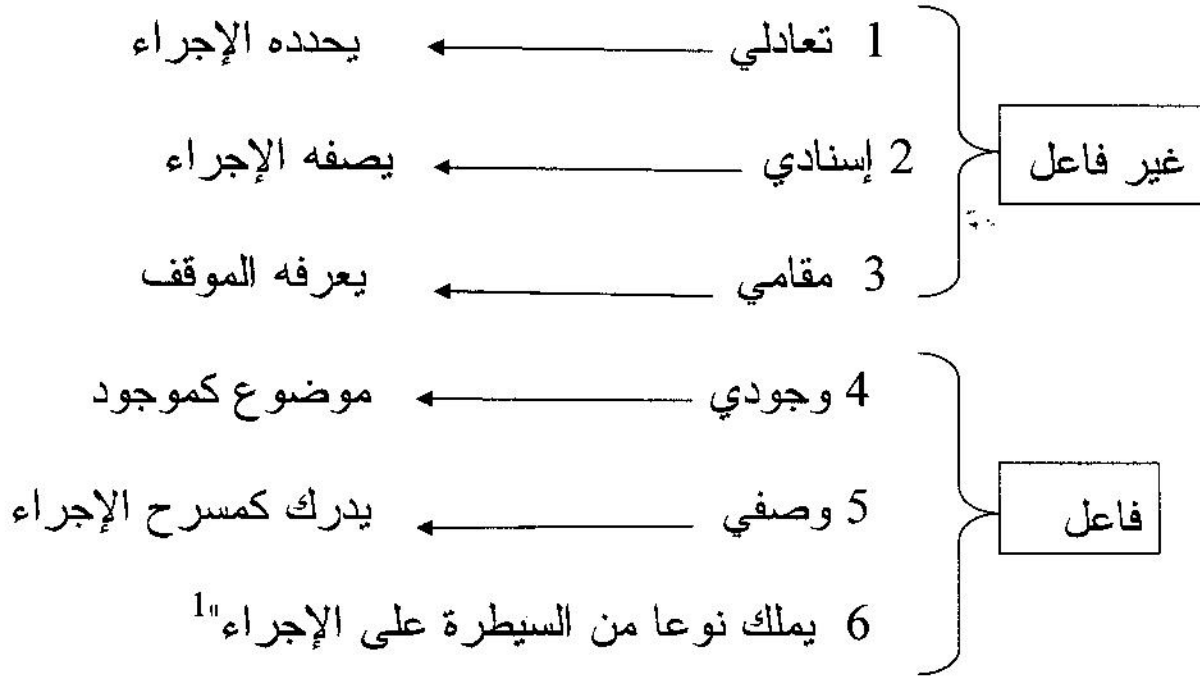 1 تعادلي يحدده الإجراء
2 إسنادي يصفه الإجراء
غير فاعل
3 مقامي يعرفه الموقف
4 وجودي موضوع كموجود
5 وصفي يدرك كمسرح الإجراء
فاعل
6 يملك نوعا من السيطرة على الإجراء"1